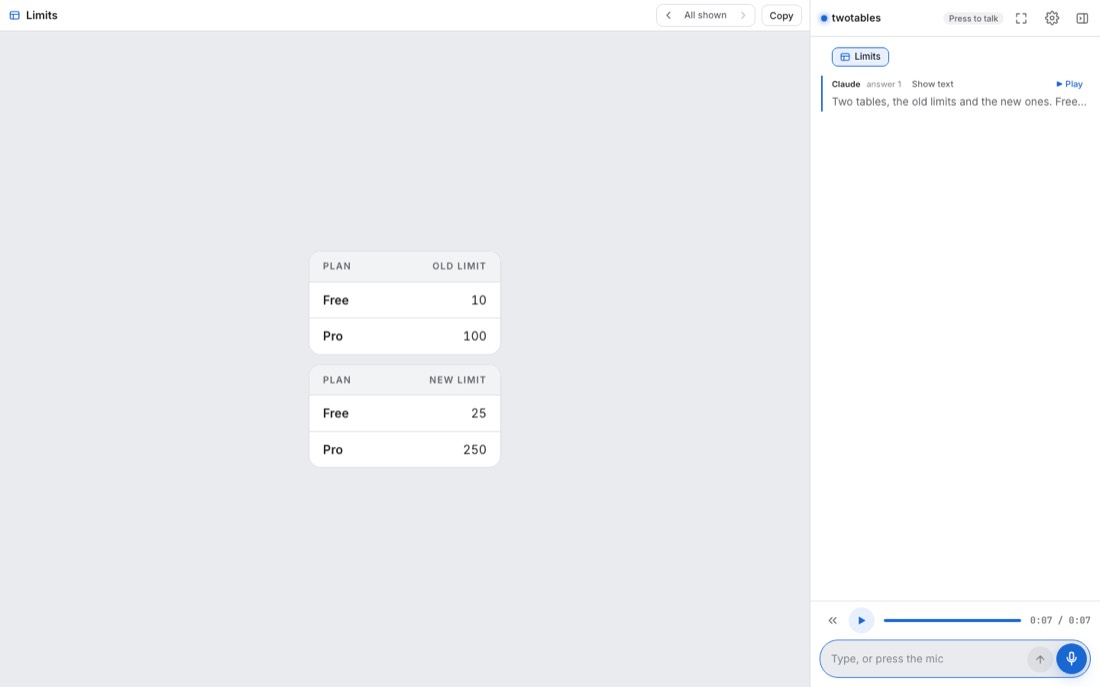 Limits
All shown
Copy
PLAN OLD LIMIT
Free 10
Pro 100
PLAN NEW LIMIT
Free 25
Pro 250
twotables
Press to talk
Limits
Claude answer 1 Show text Play
Two tables, the old limits and the new ones. Free...
0:07 / 0:07
Type, or press the mic